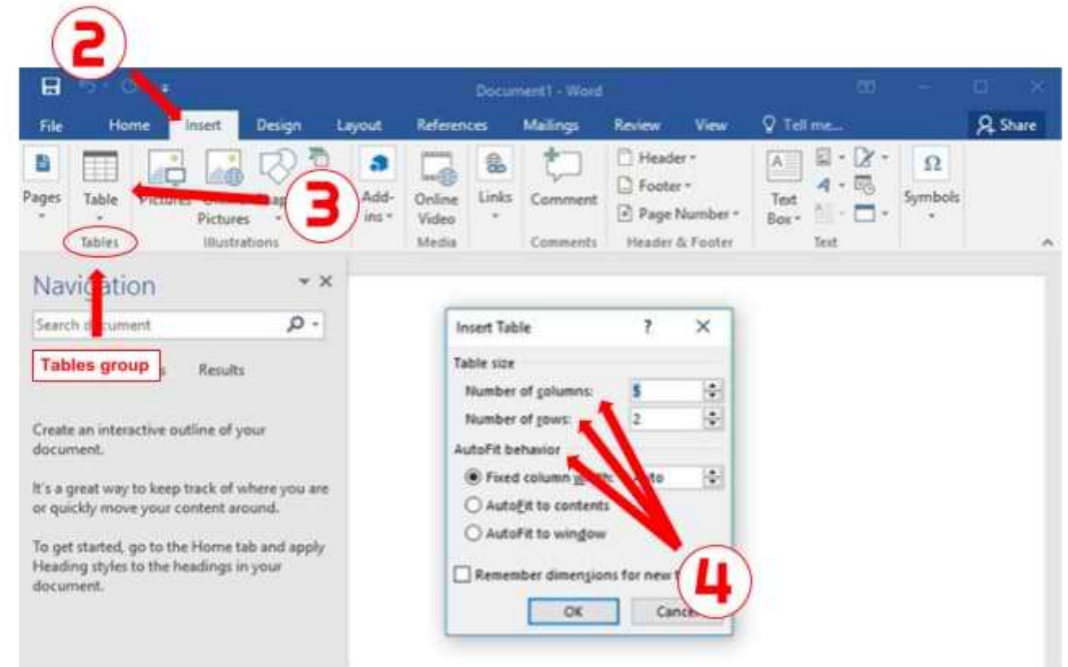 2
Document1 - Word
File Home Insert Design Layout References Mailings Review View Tell me... Share
Pages Table Pictures Add-ins Online Video Links Comment Header Footer Page Number Text Box Symbols
Pictures
3
Tables Illustrations Media Comments Header & Footer Text
Navigation
Search document
Tables group
Results
Create an interactive outline of your
document.
It's a great way to keep track of where you are
or quickly move your content around.
To get started, go to the Home tab and apply
Heading styles to the headings in your
document.
Insert Table ?
Table size
Number of columns: 5
Number of rows: 2
AutoFit behavior
Fixed column width: Auto
AutoFit to contents
AutoFit to window
Remember dimensions for new
4
OK Cancel